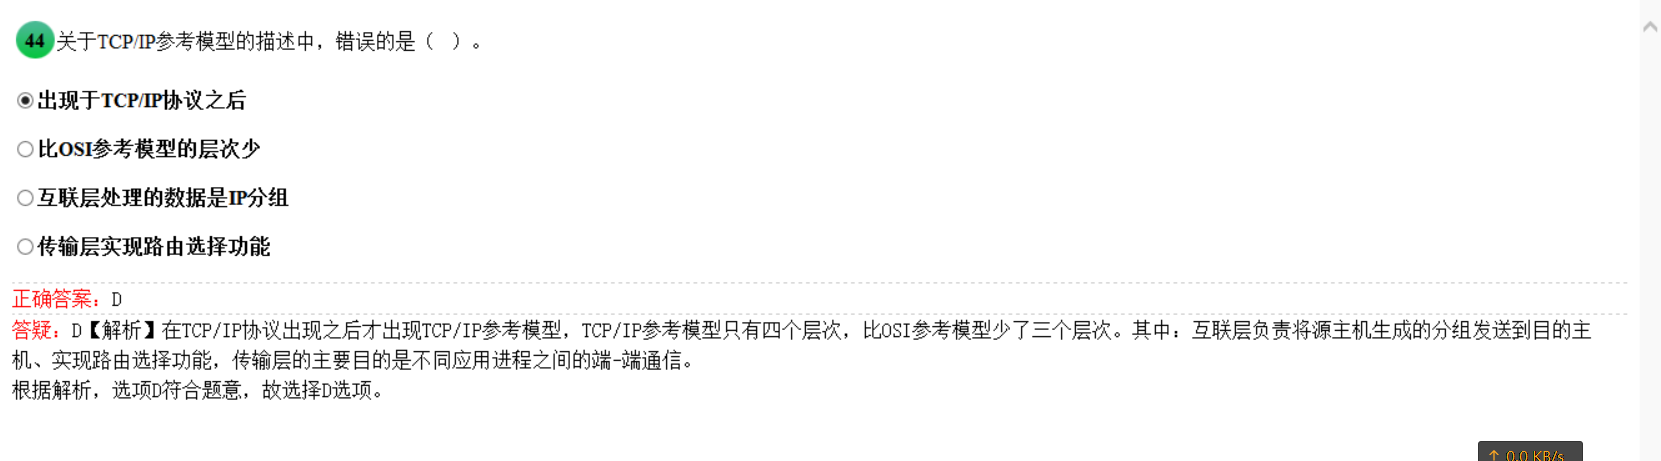 44 关于TCP/IP参考模型的描述中，错误的是（ ）。
出现于TCP/IP协议之后
比OSI参考模型的层次少
互联层处理的数据是IP分组
传输层实现路由选择功能
正确答案：D
答疑：D【解析】在TCP/IP协议出现之后才出现TCP/IP参考模型，TCP/IP参考模型只有四个层次，比OSI参考模型少了三个层次。其中：互联层负责将源主机生成的分组发送到目的主
机、实现路由选择功能，传输层的主要目的是不同应用进程之间的端-端通信。
根据解析，选项D符合题意，故选择D选项。
↑ 0.0 KB/s